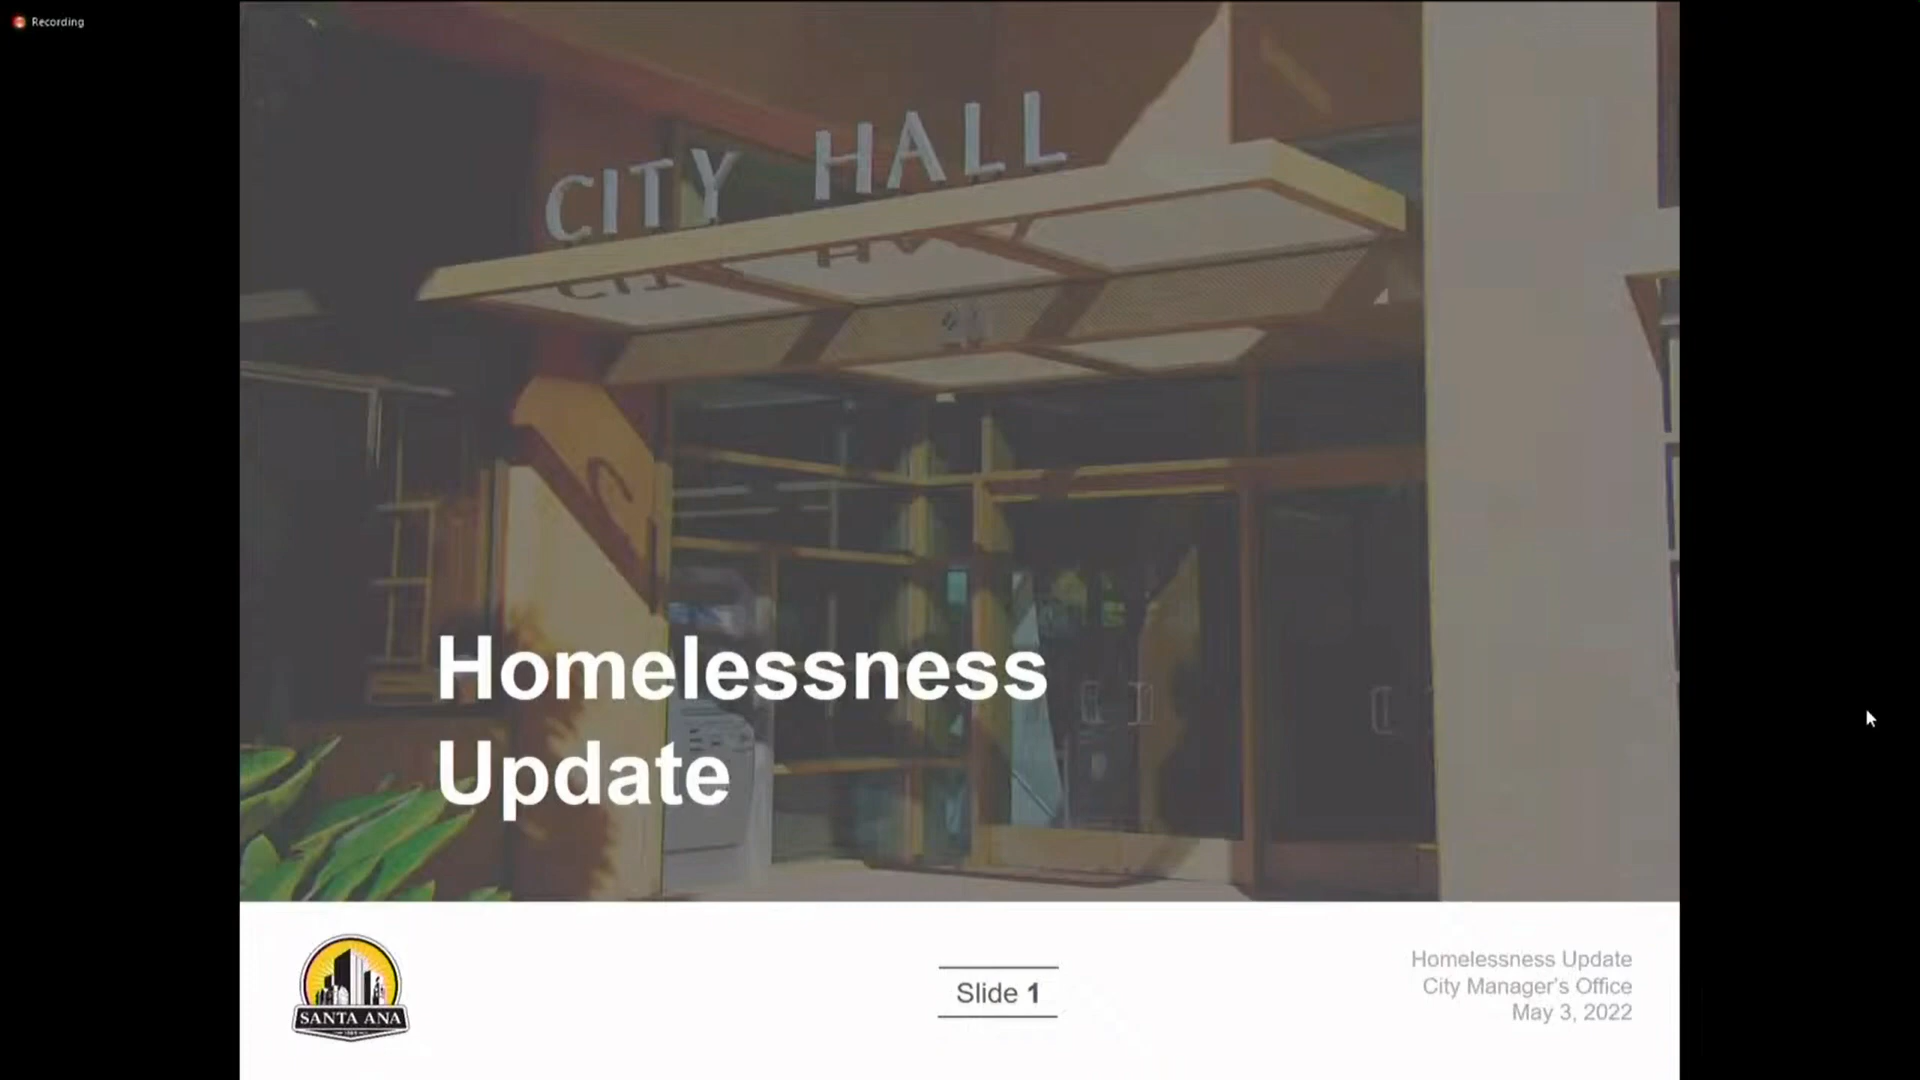 Recording
CITY HALL
Homelessness
Update
SANTA ANA
Slide 1
Homelessness Update
City Manager's Office
May 3, 2022